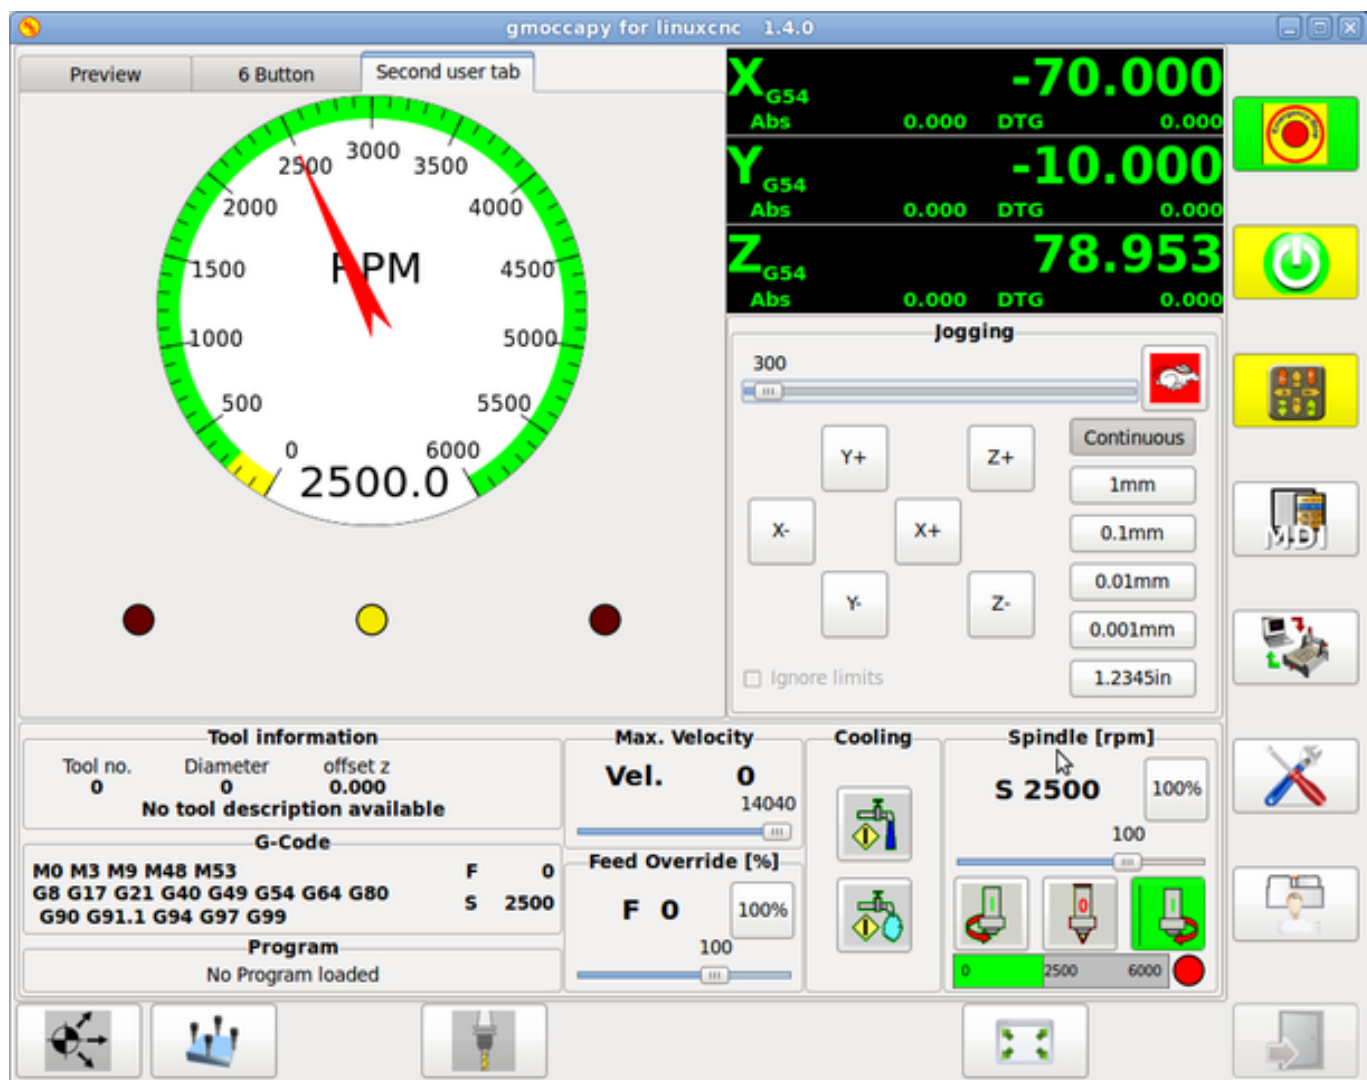 gmoccapy for linuxcnc 1.4.0
Preview
6 Button
Second user tab
0
500
1000
1500
2000
2500
3000
3500
4000
4500
5000
5500
6000
RPM
2500.0
X G54 -70.000
Abs 0.000 DTG 0.000
Y G54 -10.000
Abs 0.000 DTG 0.000
Z G54 78.953
Abs 0.000 DTG 0.000
Jogging
300
Y+
Z+
X-
X+
Y-
Z-
Continuous
1mm
0.1mm
0.01mm
0.001mm
1.2345in
Ignore limits
MDI
Tool information
Tool no. Diameter offset z
0 0 0.000
No tool description available
G-Code
M0 M3 M9 M48 M53
G8 G17 G21 G40 G49 G54 G64 G80
G90 G91.1 G94 G97 G99
F 0
S 2500
Program
No Program loaded
Max. Velocity
Vel. 0
14040
Feed Override [%]
F 0
100%
100
Cooling
Spindle [rpm]
S 2500
100%
100
I
0
I
0 2500 6000